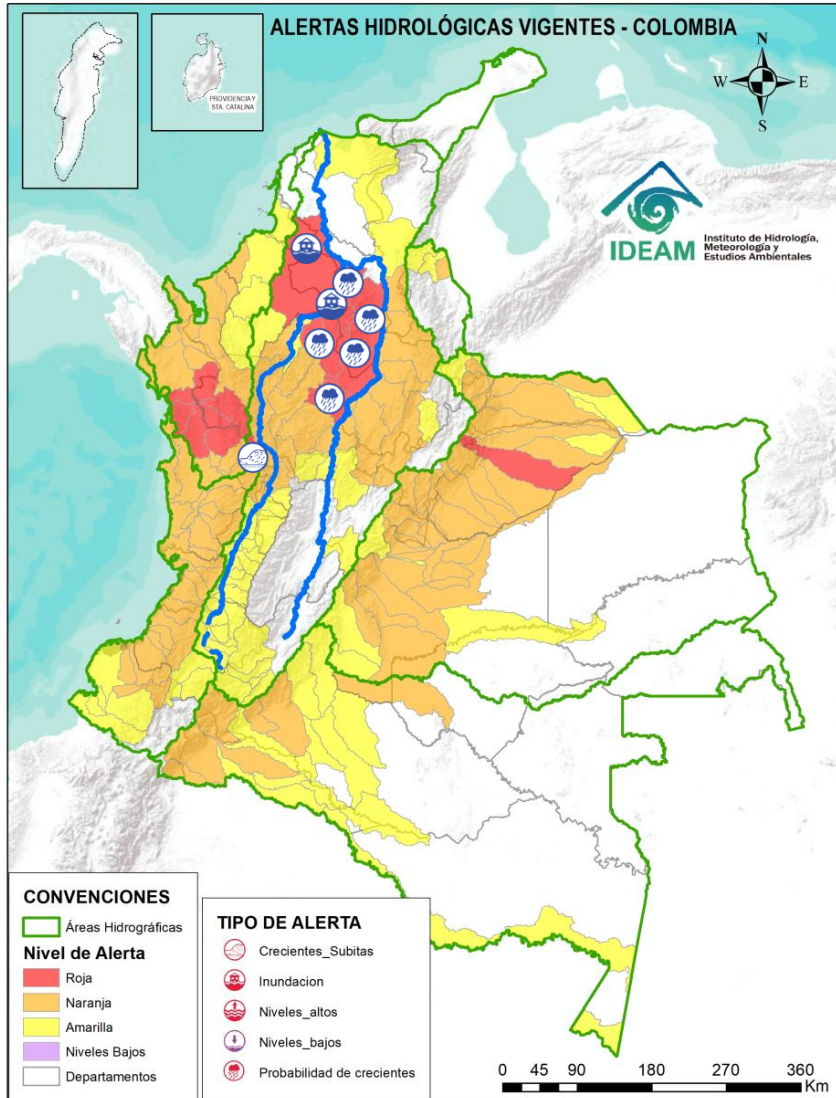 ALERTAS HIDROLÓGICAS VIGENTES - COLOMBIA
PROVIDENCIA Y
STA. CATALINA
N
W
E
S
IDEAM
Instituto de Hidrología,
Meteorología y
Estudios Ambientales
CONVENCIONES
Áreas Hidrográficas
Nivel de Alerta
Roja
Naranja
Amarilla
Niveles Bajos
Departamentos
TIPO DE ALERTA
Crecientes_Subitas
Inundacion
Niveles_altos
Niveles_bajos
Probabilidad de crecientes
0 45 90 180 270 360
Km